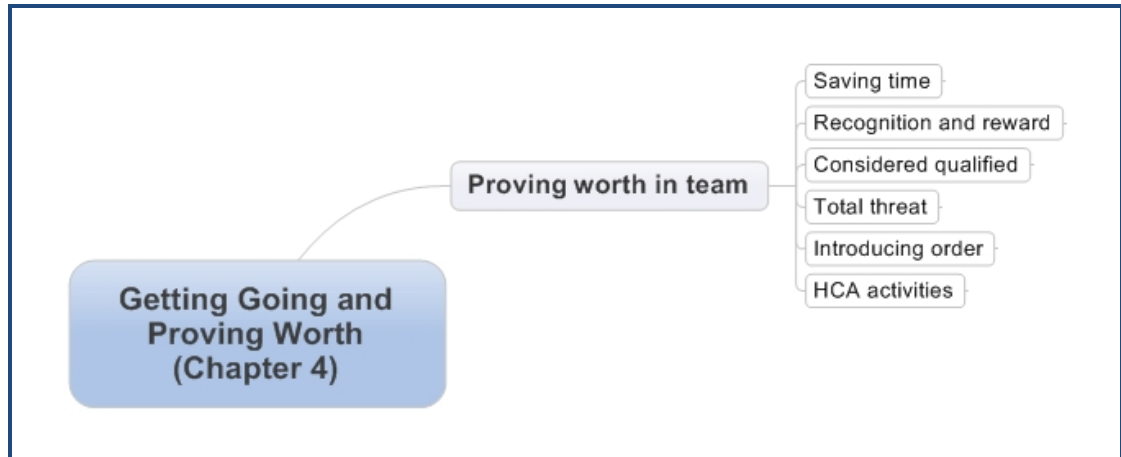 Saving time
Recognition and reward
Considered qualified
Proving worth in team
Total threat
Introducing order
HCA activities
Getting Going and
Proving Worth
(Chapter 4)